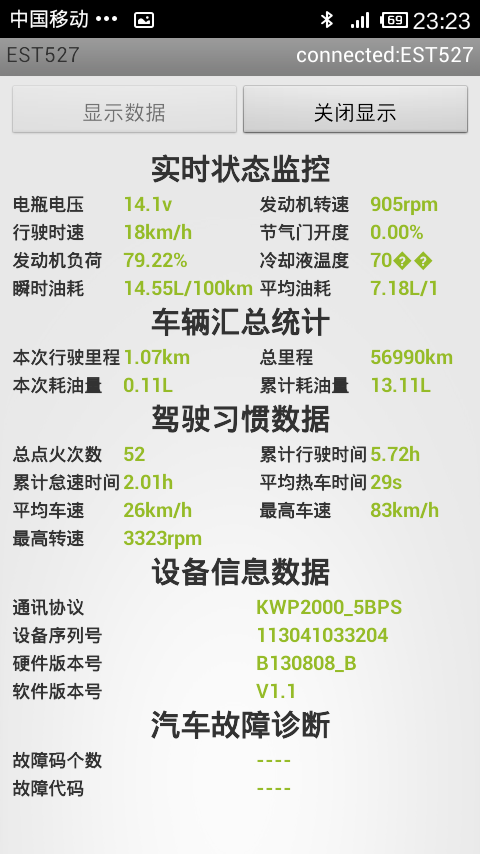 中国移动 ••• 69 23:23
EST527 connected:EST527
显示数据 关闭显示
实时状态监控
电瓶电压 14.1v 发动机转速 905rpm
行驶时速 18km/h 节气门开度 0.00%
发动机负荷 79.22% 冷却液温度 70��
瞬时油耗 14.55L/100km 平均油耗 7.18L/1
车辆汇总统计
本次行驶里程 1.07km 总里程 56990km
本次耗油量 0.11L 累计耗油量 13.11L
驾驶习惯数据
总点火次数 52 累计行驶时间 5.72h
累计怠速时间 2.01h 平均热车时间 29s
平均车速 26km/h 最高车速 83km/h
最高转速 3323rpm
设备信息数据
通讯协议 KWP2000_5BPS
设备序列号 113041033204
硬件版本号 B130808_B
软件版本号 V1.1
汽车故障诊断
故障码个数 ----
故障代码 ----